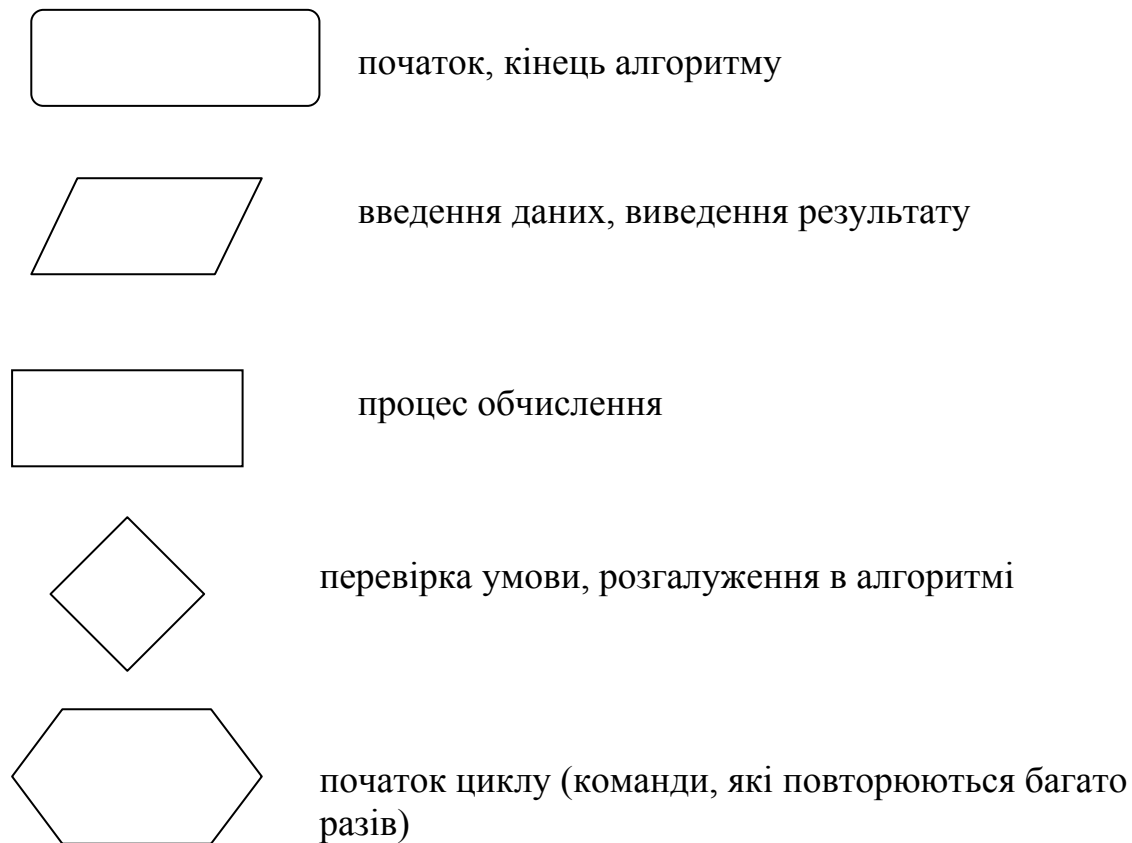 початок, кінець алгоритму
введення даних, виведення результату
процес обчислення
перевірка умови, розгалуження в алгоритмі
початок циклу (команди, які повторюються багато
разів)